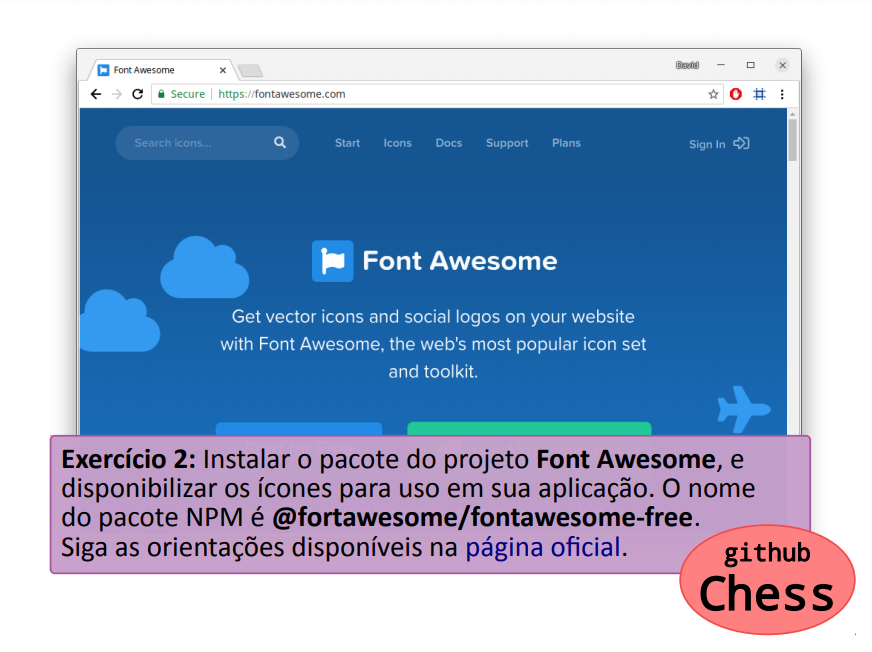 Font Awesome
David
Secure
https://fontawesome.com
Search icons...
Start
Icons
Docs
Support
Plans
Sign In
Font Awesome
Get vector icons and social logos on your website
with Font Awesome, the web's most popular icon set
and toolkit.
Exercício 2: Instalar o pacote do projeto Font Awesome, e
disponibilizar os ícones para uso em sua aplicação. O nome
do pacote NPM é @fortawesome/fontawesome-free.
Siga as orientações disponíveis na página oficial.
github
Chess